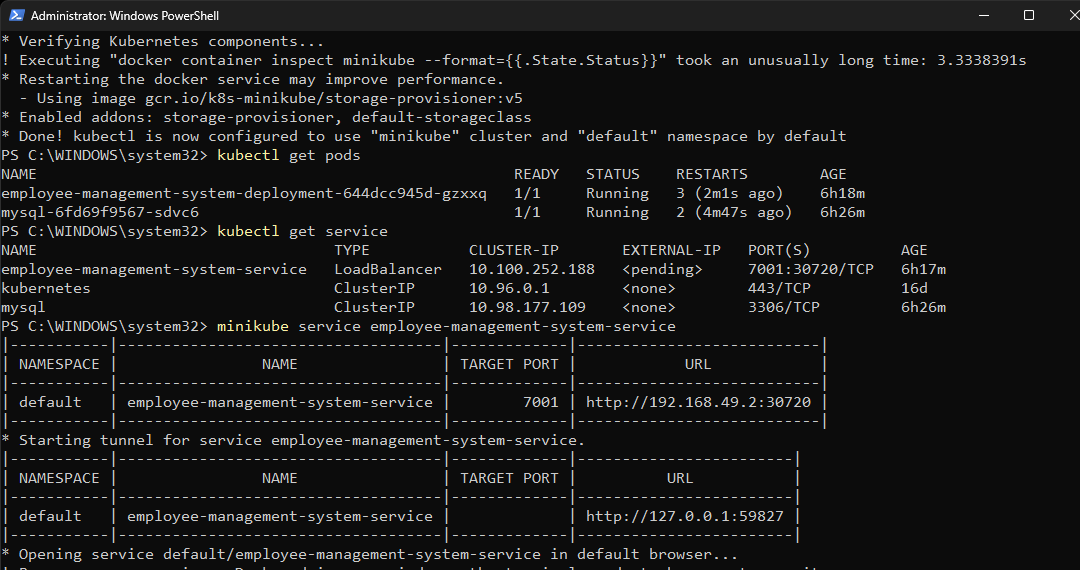 Administrator: Windows PowerShell
* Verifying Kubernetes components...
! Executing "docker container inspect minikube --format={{.State.Status}}" took an unusually long time: 3.3338391s
* Restarting the docker service may improve performance.
  - Using image gcr.io/k8s-minikube/storage-provisioner:v5
* Enabled addons: storage-provisioner, default-storageclass
* Done! kubectl is now configured to use "minikube" cluster and "default" namespace by default
PS C:\WINDOWS\system32> kubectl get pods
NAME                                                      READY   STATUS    RESTARTS        AGE
employee-management-system-deployment-644dcc945d-gzxxq   1/1     Running   3 (2m1s ago)    6h18m
mysql-6fd69f9567-sdvc6                                    1/1     Running   2 (4m47s ago)   6h26m
PS C:\WINDOWS\system32> kubectl get service
NAME                                 TYPE           CLUSTER-IP       EXTERNAL-IP   PORT(S)          AGE
employee-management-system-service   LoadBalancer   10.100.252.188   <pending>     7001:30720/TCP   6h17m
kubernetes                           ClusterIP      10.96.0.1        <none>        443/TCP          16d
mysql                                ClusterIP      10.98.177.109    <none>        3306/TCP         6h26m
PS C:\WINDOWS\system32> minikube service employee-management-system-service
|-----------|------------------------------------|-------------|---------------------------|
| NAMESPACE |                NAME                | TARGET PORT |            URL            |
|-----------|------------------------------------|-------------|---------------------------|
| default   | employee-management-system-service |        7001 | http://192.168.49.2:30720 |
|-----------|------------------------------------|-------------|---------------------------|
* Starting tunnel for service employee-management-system-service.
|-----------|------------------------------------|-------------|------------------------|
| NAMESPACE |                NAME                | TARGET PORT |          URL           |
|-----------|------------------------------------|-------------|------------------------|
| default   | employee-management-system-service |             | http://127.0.0.1:59827 |
|-----------|------------------------------------|-------------|------------------------|
* Opening service default/employee-management-system-service in default browser...